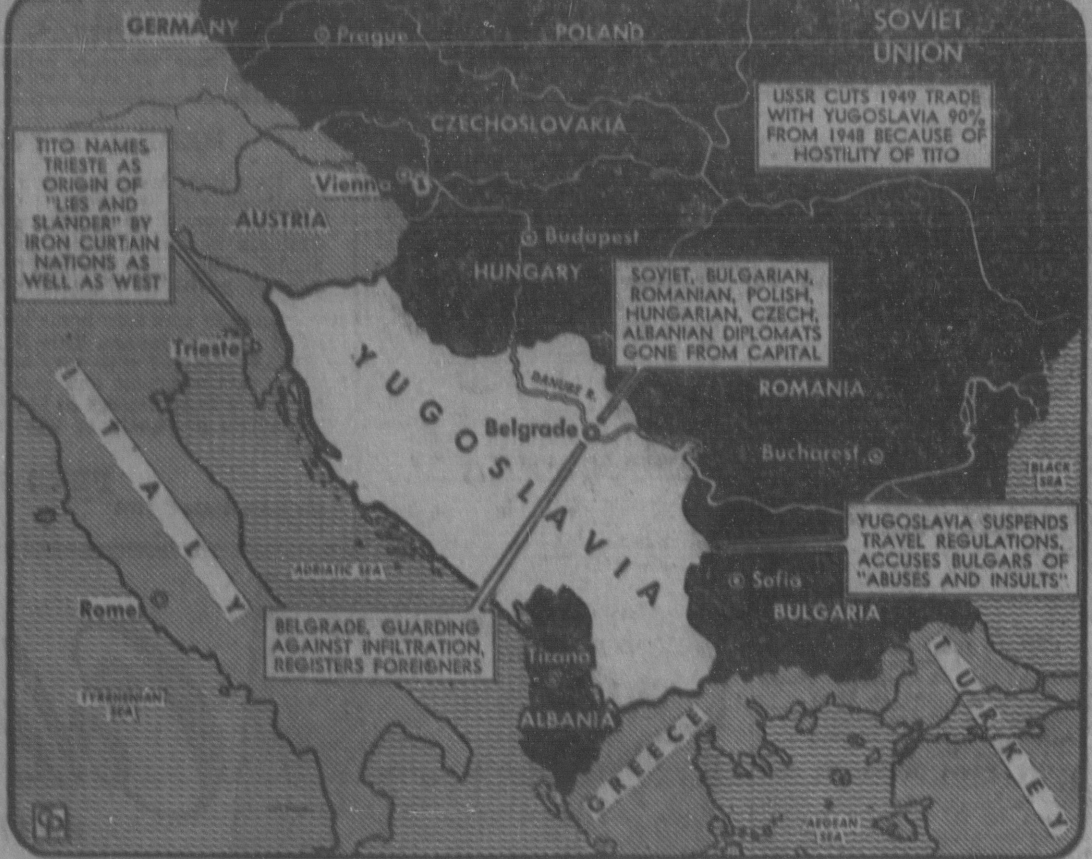 GERMANY
Prague
POLAND
SOVIET
UNION
USSR CUTS 1949 TRADE
WITH YUGOSLAVIA 90%
FROM 1948 BECAUSE OF
HOSTILITY OF TITO
CZECHOSLOVAKIA
TITO NAMES
TRIESTE AS
ORIGIN OF
"LIES AND
SLANDER" BY
IRON CURTAIN
NATIONS AS
WELL AS WEST
Vienna
AUSTRIA
Budapest
HUNGARY
SOVIET, BULGARIAN,
ROMANIAN, POLISH,
HUNGARIAN, CZECH,
ALBANIAN DIPLOMATS
GONE FROM CAPITAL
Trieste
YUGOSLAVIA
DANUBE R.
ROMANIA
ITALY
Belgrade
Bucharest
BLACK
SEA
YUGOSLAVIA SUSPENDS
TRAVEL REGULATIONS,
ACCUSES BULGARS OF
"ABUSES AND INSULTS"
ADRIATIC SEA
Sofia
BULGARIA
Rome
BELGRADE, GUARDING
AGAINST INFILTRATION,
REGISTERS FOREIGNERS
Tirana
TURKEY
TYRRHENIAN
SEA
ALBANIA
GREECE
AEGEAN
SEA
CP